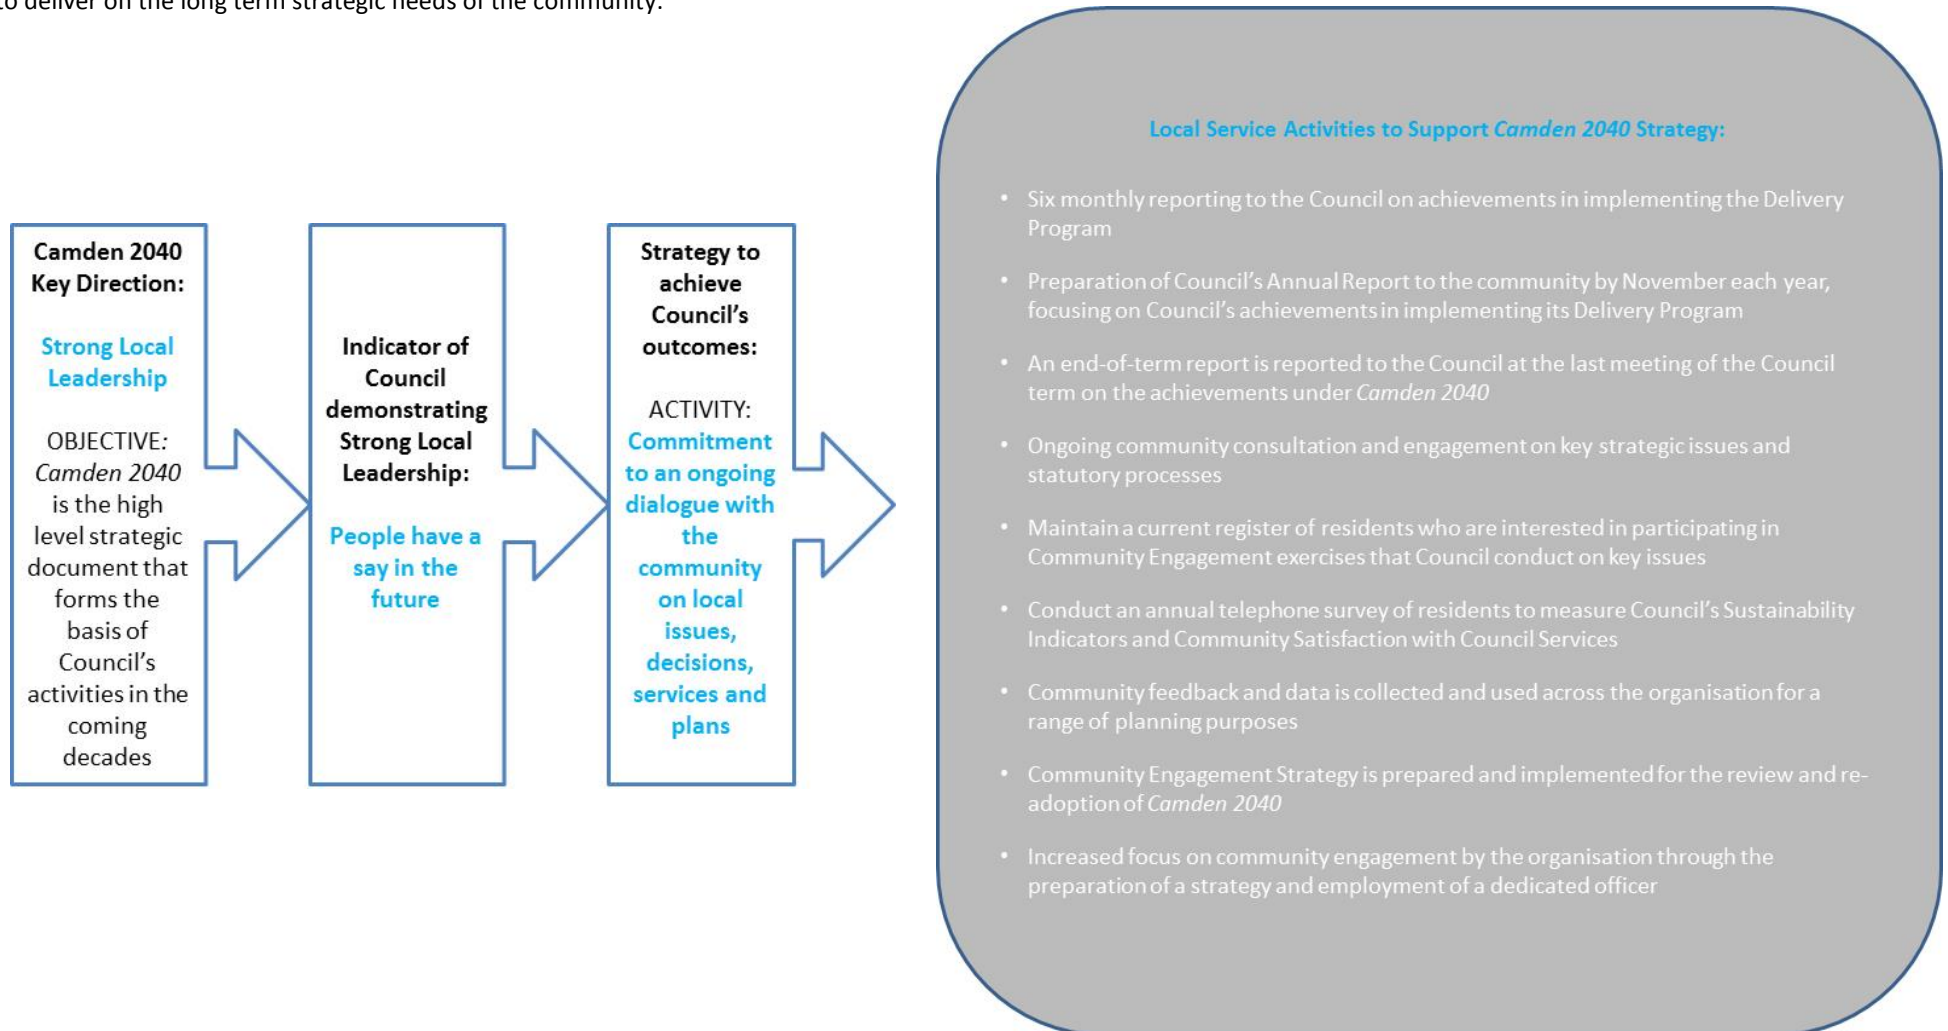 to deliver on the long term strategic needs of the community.
Camden 2040
Key Direction:
Strong Local
Leadership
OBJECTIVE:
Camden 2040
is the high
level strategic
document that
forms the
basis of
Council's
activities in the
coming
decades
Indicator of
Council
demonstrating
Strong Local
Leadership:
People have a
say in the
future
Strategy to
achieve
Council's
outcomes:
ACTIVITY:
Commitment
to an ongoing
dialogue with
the
community
on local
issues,
decisions,
services and
plans
Local Service Activities to Support Camden 2040 Strategy:
• Six monthly reporting to the Council on achievements in implementing the Delivery
Program
• Preparation of Council's Annual Report to the community by November each year,
focusing on Council's achievements in implementing its Delivery Program
• An end-of-term report is reported to the Council at the last meeting of the Council
term on the achievements under Camden 2040
• Ongoing community consultation and engagement on key strategic issues and
statutory processes
• Maintain a current register of residents who are interested in participating in
Community Engagement exercises that Council conduct on key issues
• Conduct an annual telephone survey of residents to measure Council's Sustainability
Indicators and Community Satisfaction with Council Services
• Community feedback and data is collected and used across the organisation for a
range of planning purposes
• Community Engagement Strategy is prepared and implemented for the review and re-
adoption of Camden 2040
• Increased focus on community engagement by the organisation through the
preparation of a strategy and employment of a dedicated officer